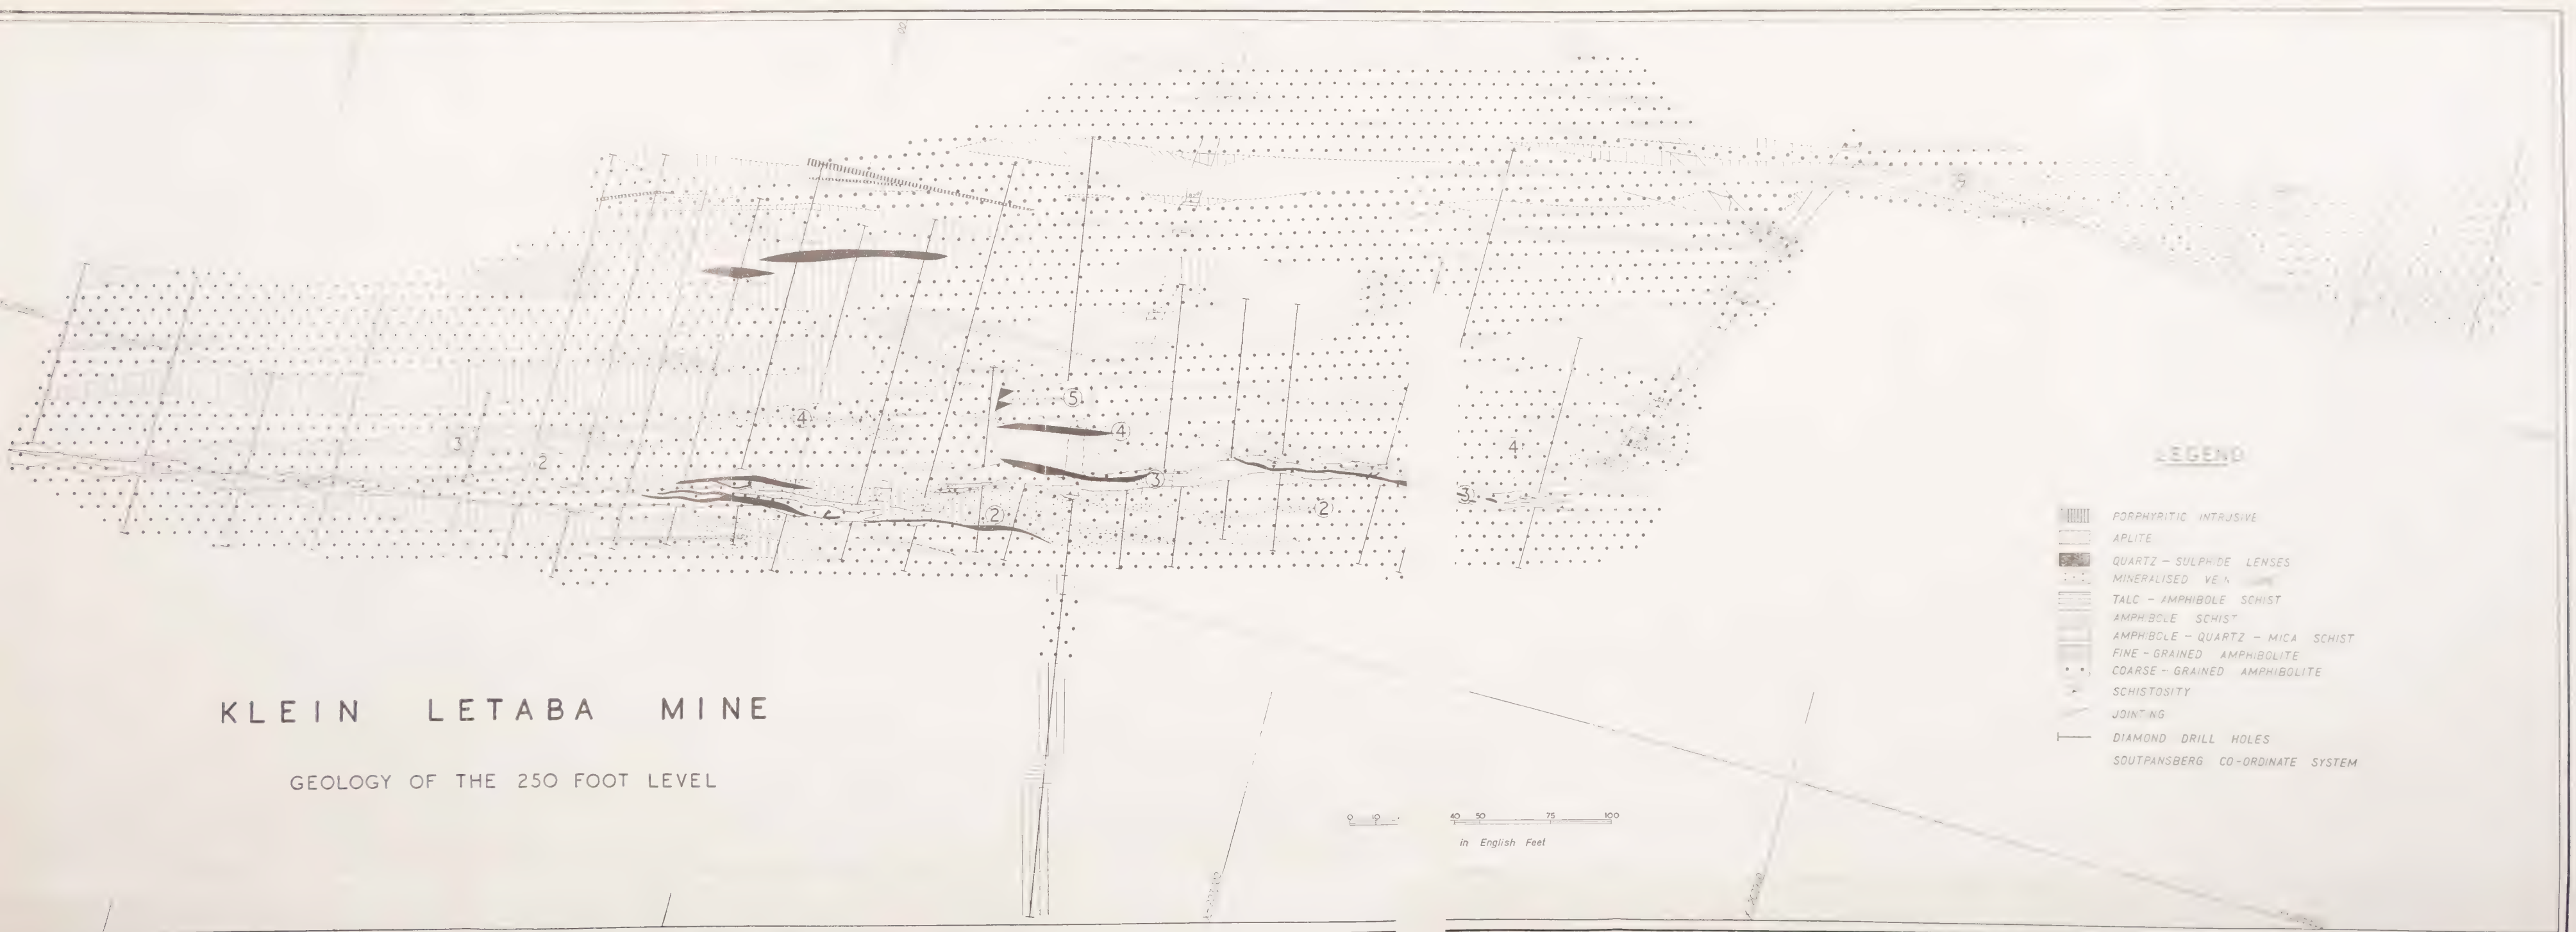 5
4
4
3
2
3
2
2
4
3
KLEIN LETABA MINE
GEOLOGY OF THE 250 FOOT LEVEL
0 10 40 50 75 100
in English Feet
LEGEND
PORPHYRITIC INTRUSIVE
APLITE
QUARTZ - SULPHIDE LENSES
MINERALISED VEIN
TALC - AMPHIBOLE SCHIST
AMPHIBOLE SCHIST
AMPHIBOLE - QUARTZ - MICA SCHIST
FINE - GRAINED AMPHIBOLITE
COARSE - GRAINED AMPHIBOLITE
SCHISTOSITY
JOINTING
DIAMOND DRILL HOLES
SOUTPANSBERG CO-ORDINATE SYSTEM